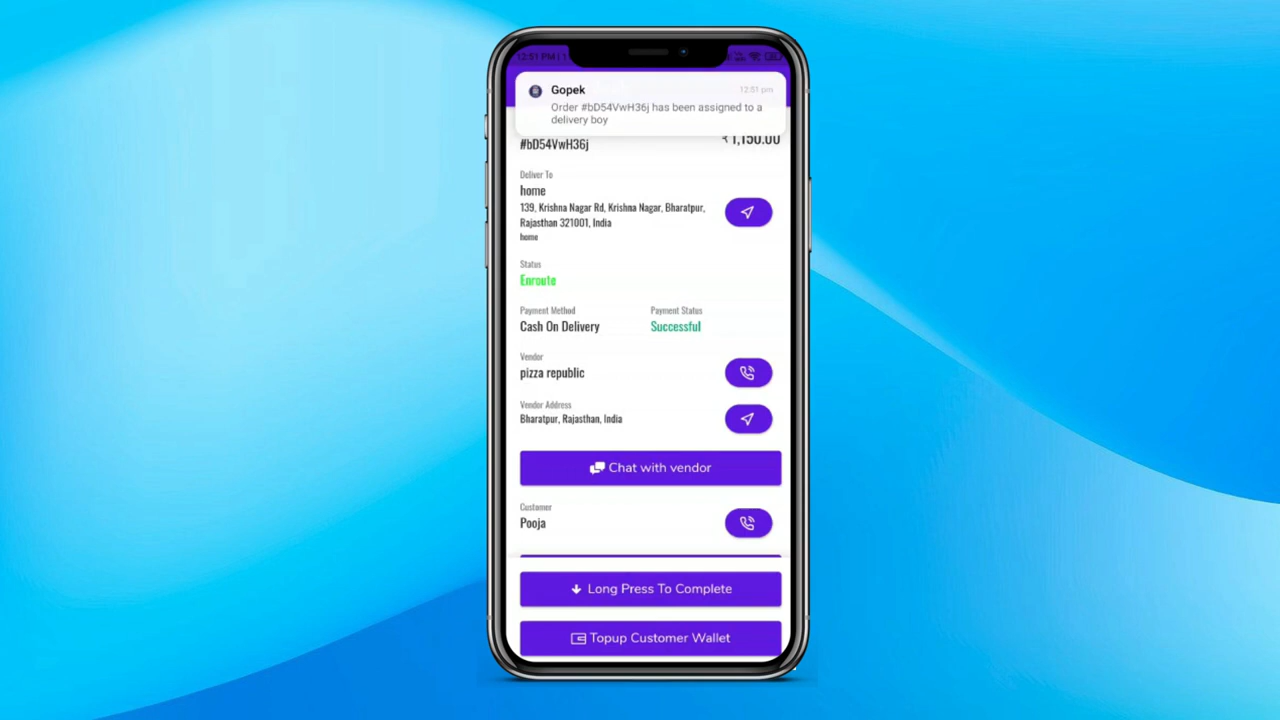 12:51 PM | 1
Gopek
12:51 pm
Order #bD54VwH36j has been assigned to a
delivery boy
#bD54VwH36j
₹ 1,150.00
Deliver To
home
139, Krishna Nagar Rd, Krishna Nagar, Bharatpur,
Rajasthan 321001, India
home
Status
Enroute
Payment Method
Payment Status
Cash On Delivery
Successful
Vendor
pizza republic
Vendor Address
Bharatpur, Rajasthan, India
Chat with vendor
Customer
Pooja
Long Press To Complete
Topup Customer Wallet